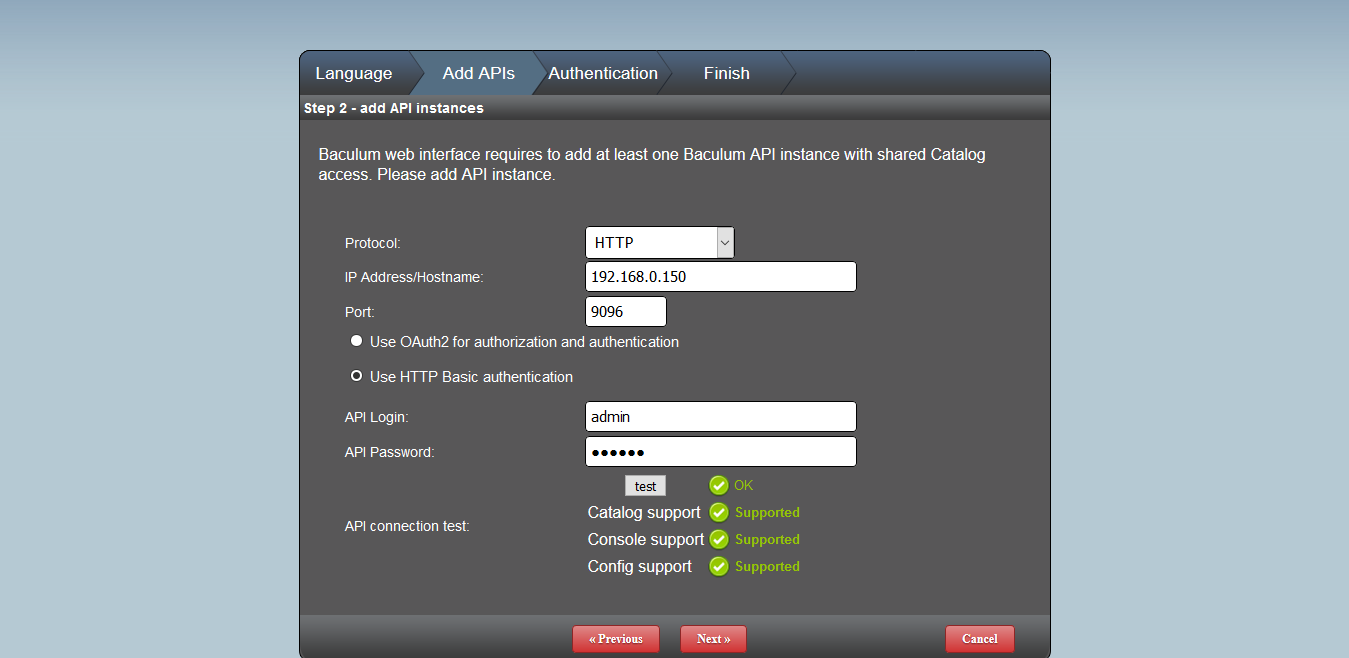 Language Add APIs Authentication Finish
Step 2 - add API instances
Baculum web interface requires to add at least one Baculum API instance with shared Catalog
access. Please add API instance.
Protocol: HTTP
IP Address/Hostname: 192.168.0.150
Port: 9096
Use OAuth2 for authorization and authentication
Use HTTP Basic authentication
API Login: admin
API Password: ●●●●●●
test OK
Catalog support Supported
API connection test:
Console support Supported
Config support Supported
« Previous Next » Cancel